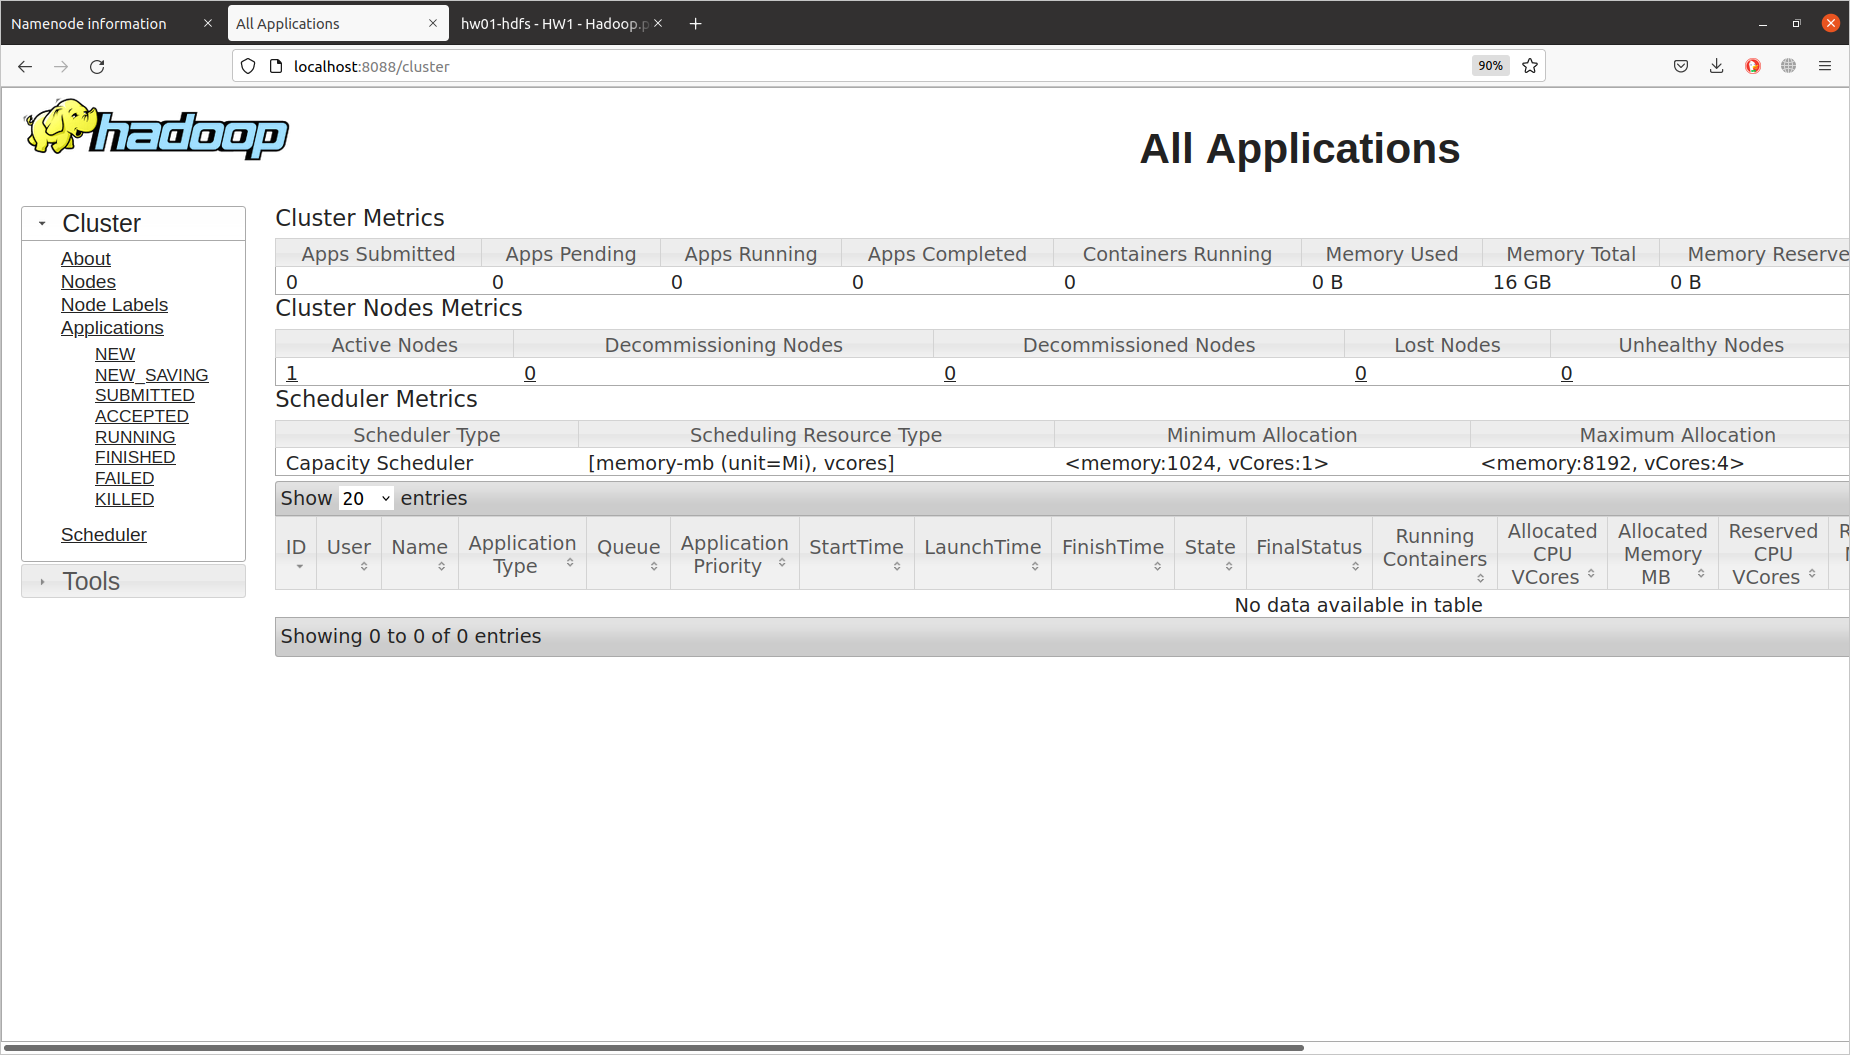 Namenode information
All Applications
hw01-hdfs - HW1 - Hadoop.p
localhost:8088/cluster
90%
hadoop
All Applications
Cluster
About
Nodes
Node Labels
Applications
NEW
NEW_SAVING
SUBMITTED
ACCEPTED
RUNNING
FINISHED
FAILED
KILLED
Scheduler
Tools
Cluster Metrics
Apps Submitted Apps Pending Apps Running Apps Completed Containers Running Memory Used Memory Total Memory Reserve
0 0 0 0 0 0 B 16 GB 0 B
Cluster Nodes Metrics
Active Nodes Decommissioning Nodes Decommissioned Nodes Lost Nodes Unhealthy Nodes
1 0 0 0 0
Scheduler Metrics
Scheduler Type Scheduling Resource Type Minimum Allocation Maximum Allocation
Capacity Scheduler [memory-mb (unit=Mi), vcores] <memory:1024, vCores:1> <memory:8192, vCores:4>
Show 20 entries
ID User Name Application Type Queue Application Priority StartTime LaunchTime FinishTime State FinalStatus Running Containers Allocated CPU VCores Allocated Memory MB Reserved CPU VCores
No data available in table
Showing 0 to 0 of 0 entries